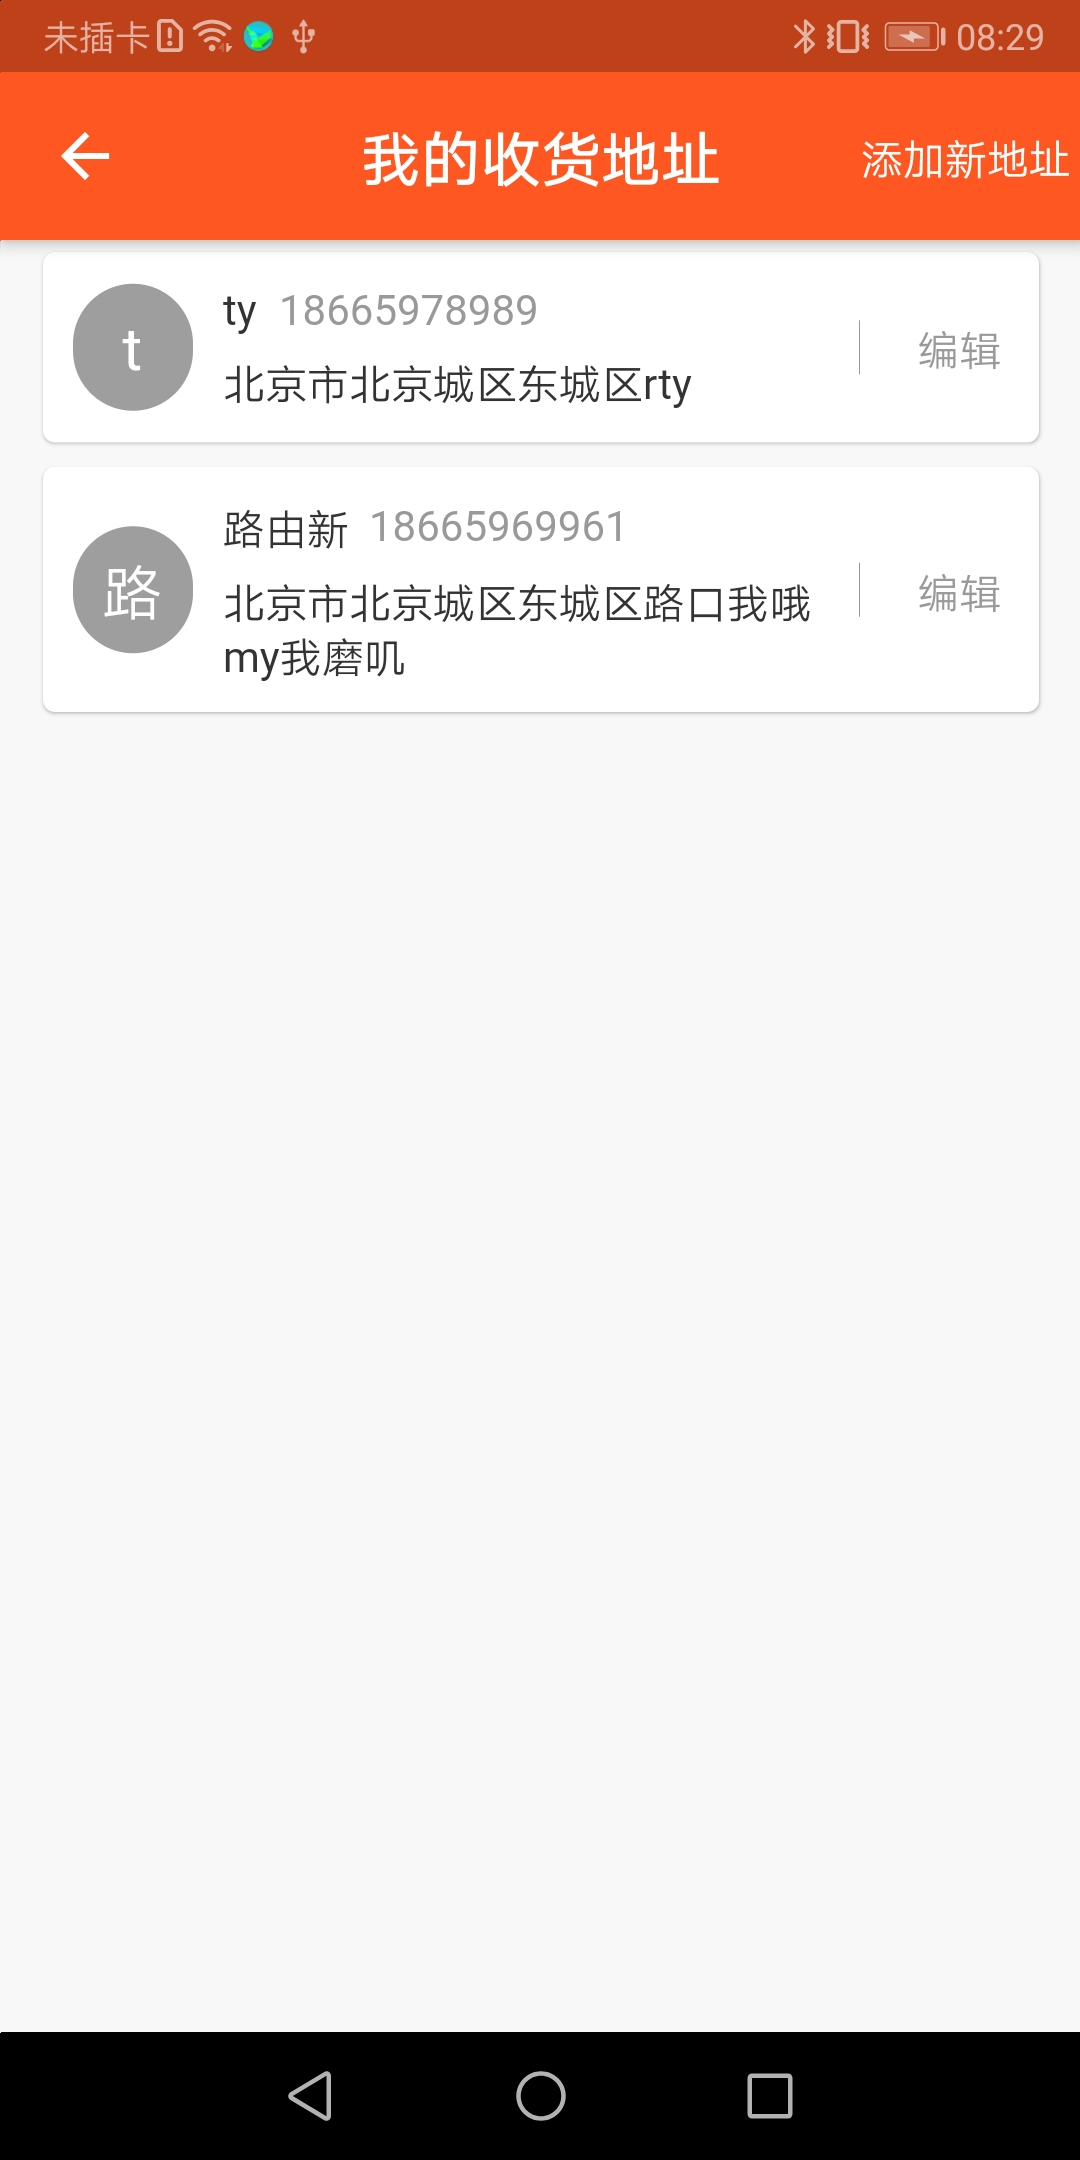 未插卡 08:29
我的收货地址 添加新地址
t ty 18665978989
北京市北京城区东城区rty
编辑
路 路由新 18665969961
北京市北京城区东城区路口我哦
my我磨叽
编辑